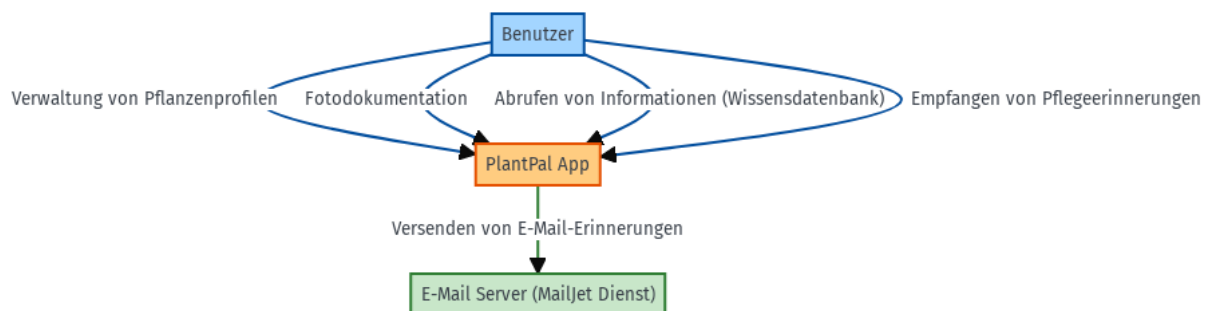 Benutzer
Verwaltung von Pflanzenprofilen
Fotodokumentation
Abrufen von Informationen (Wissensdatenbank)
Empfangen von Pflegeerinnerungen
PlantPal App
Versenden von E-Mail-Erinnerungen
E-Mail Server (MailJet Dienst)